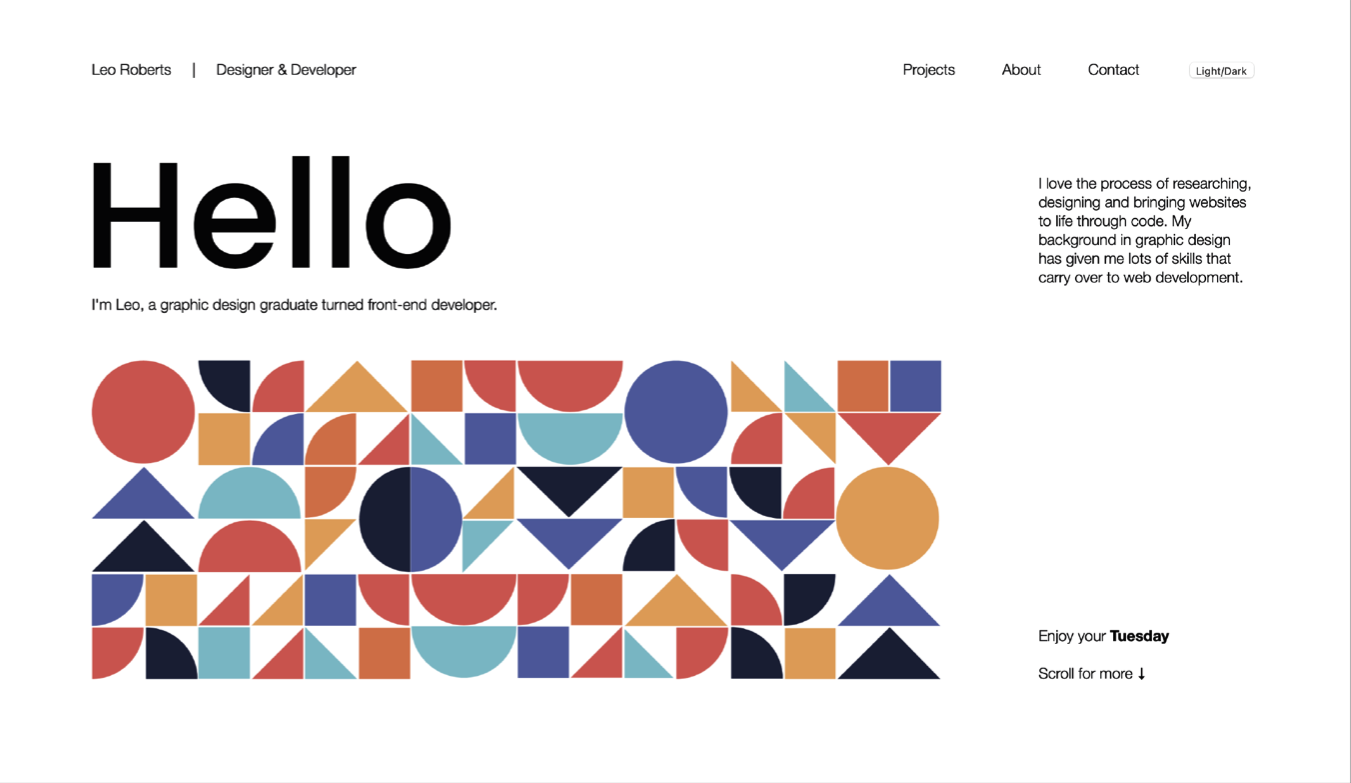 Leo Roberts | Designer & Developer
Projects About Contact Light/Dark
Hello
I'm Leo, a graphic design graduate turned front-end developer.
I love the process of researching,
designing and bringing websites
to life through code. My
background in graphic design
has given me lots of skills that
carry over to web development.
Enjoy your Tuesday
Scroll for more ↓